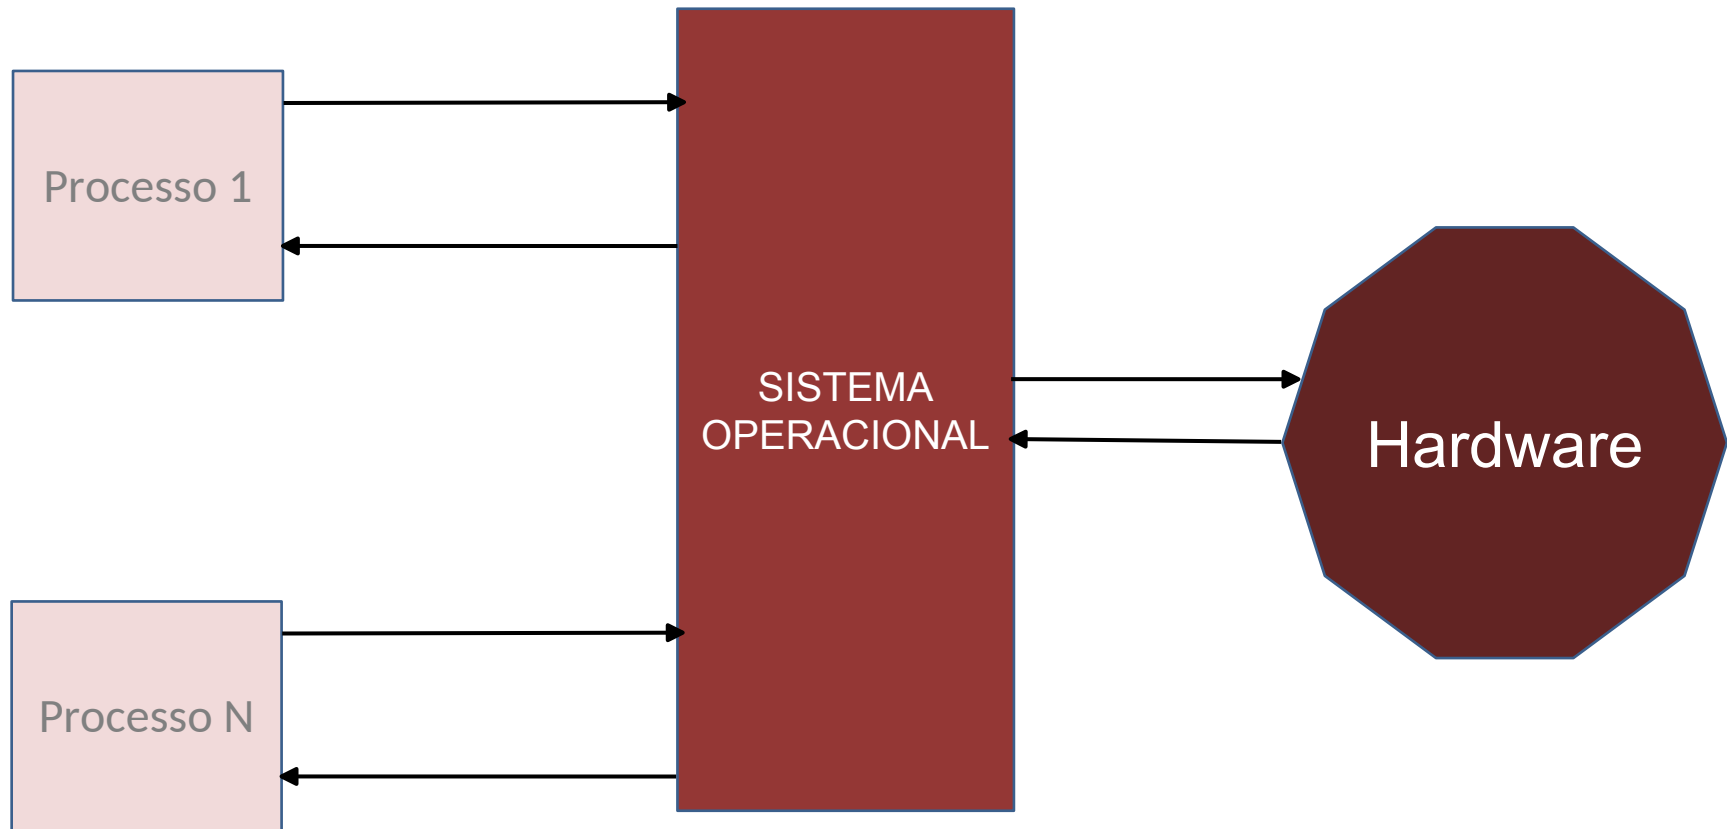 Processo 1
SISTEMA
OPERACIONAL
Hardware
Processo N